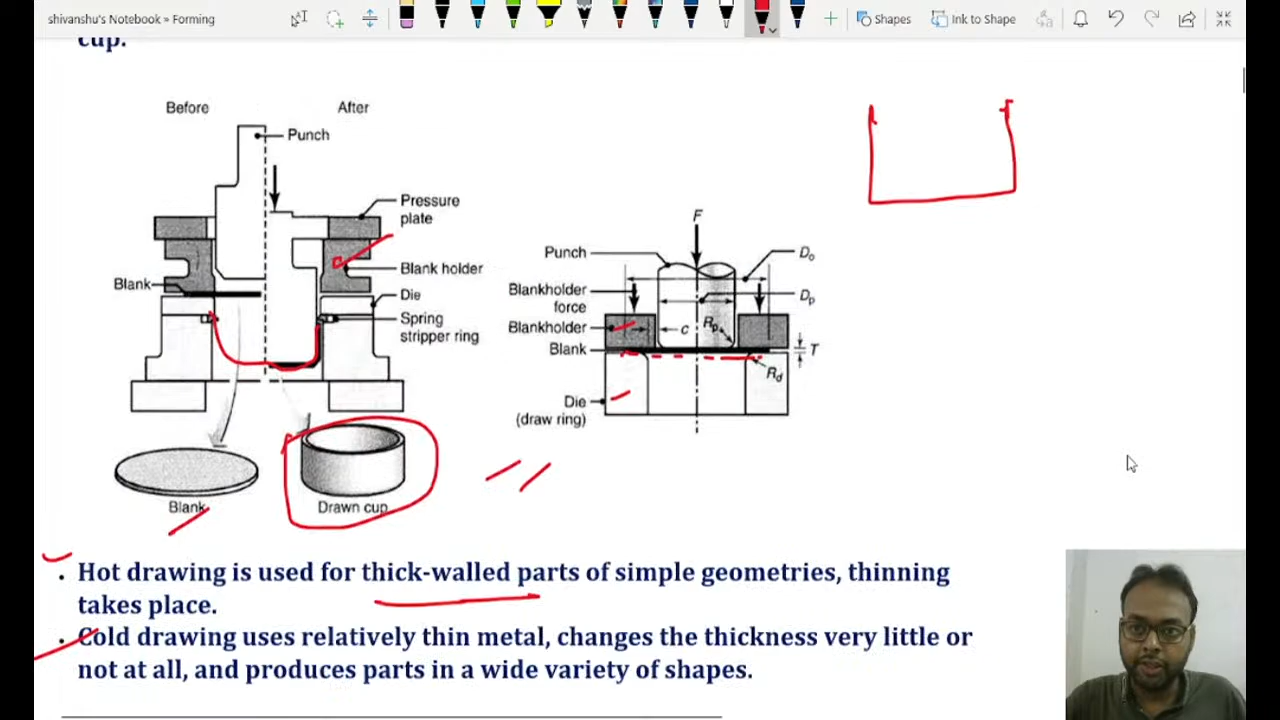 shivanshu's Notebook » Forming
Shapes
Ink to Shape
cup.
Before
After
Punch
Pressure
plate
Blank holder
Blank
Die
Spring
stripper ring
Blank
Drawn cup
F
Punch
Do
Blankholder
force
Dp
Blankholder
c
Rp
Blank
T
Rd
Die
(draw ring)
. Hot drawing is used for thick-walled parts of simple geometries, thinning
takes place.
. Cold drawing uses relatively thin metal, changes the thickness very little or
not at all, and produces parts in a wide variety of shapes.